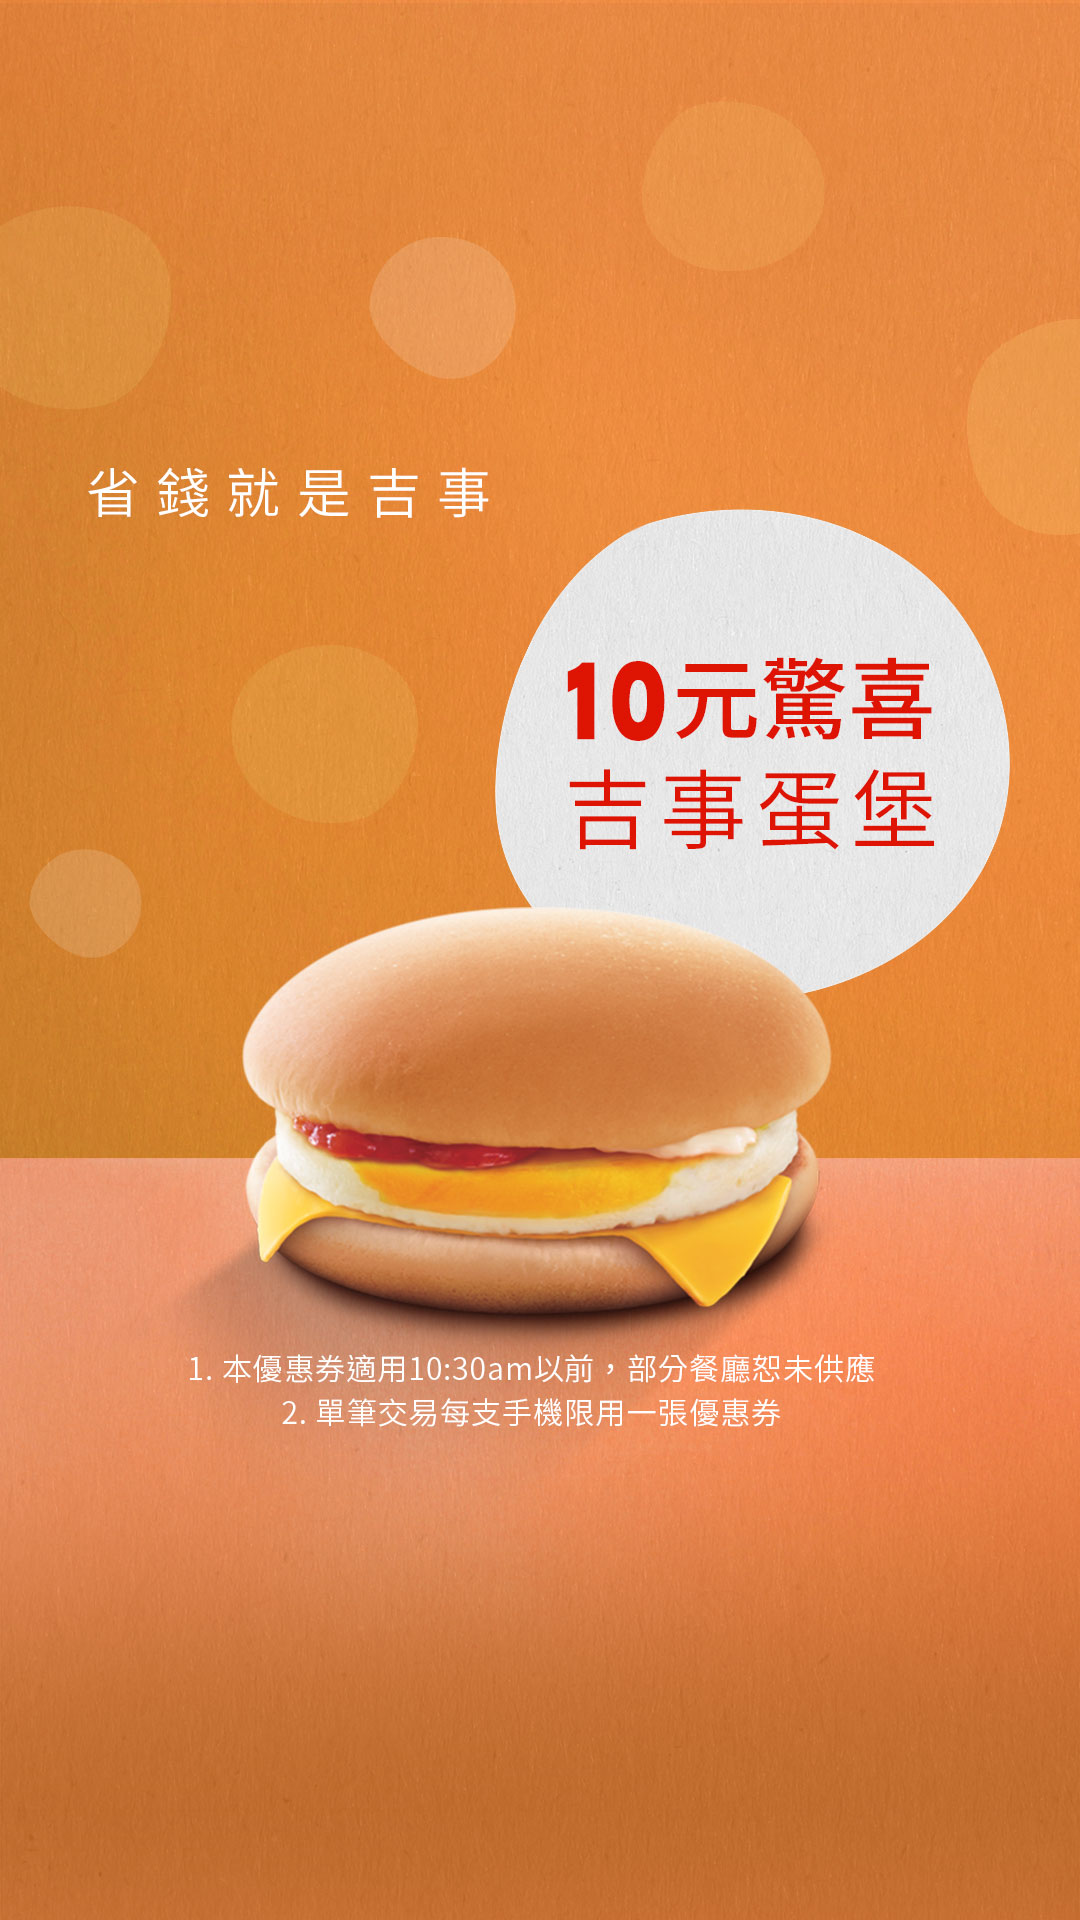 省錢就是吉事
10元驚喜
吉事蛋堡
1. 本優惠券適用10:30am以前，部分餐廳恕未供應
2. 單筆交易每支手機限用一張優惠券